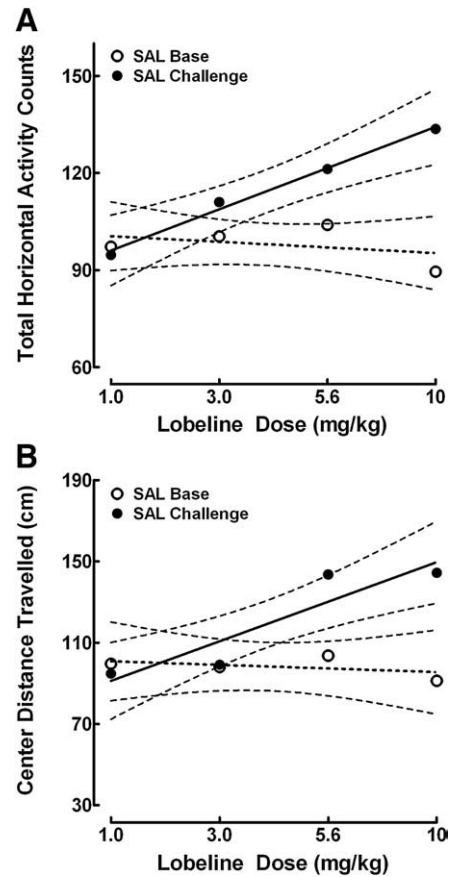 A
SAL Base
SAL Challenge
150
120
90
60
Total Horizontal Activity Counts
1.0 3.0 5.6 10
Lobeline Dose (mg/kg)
B
SAL Base
SAL Challenge
190
150
110
70
30
Center Distance Travelled (cm)
1.0 3.0 5.6 10
Lobeline Dose (mg/kg)